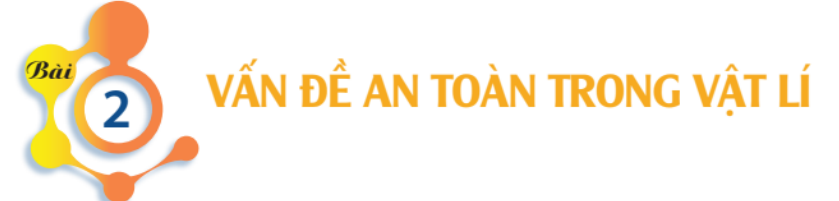 Bài
2
VẤN ĐỀ AN TOÀN TRONG VẬT LÍ